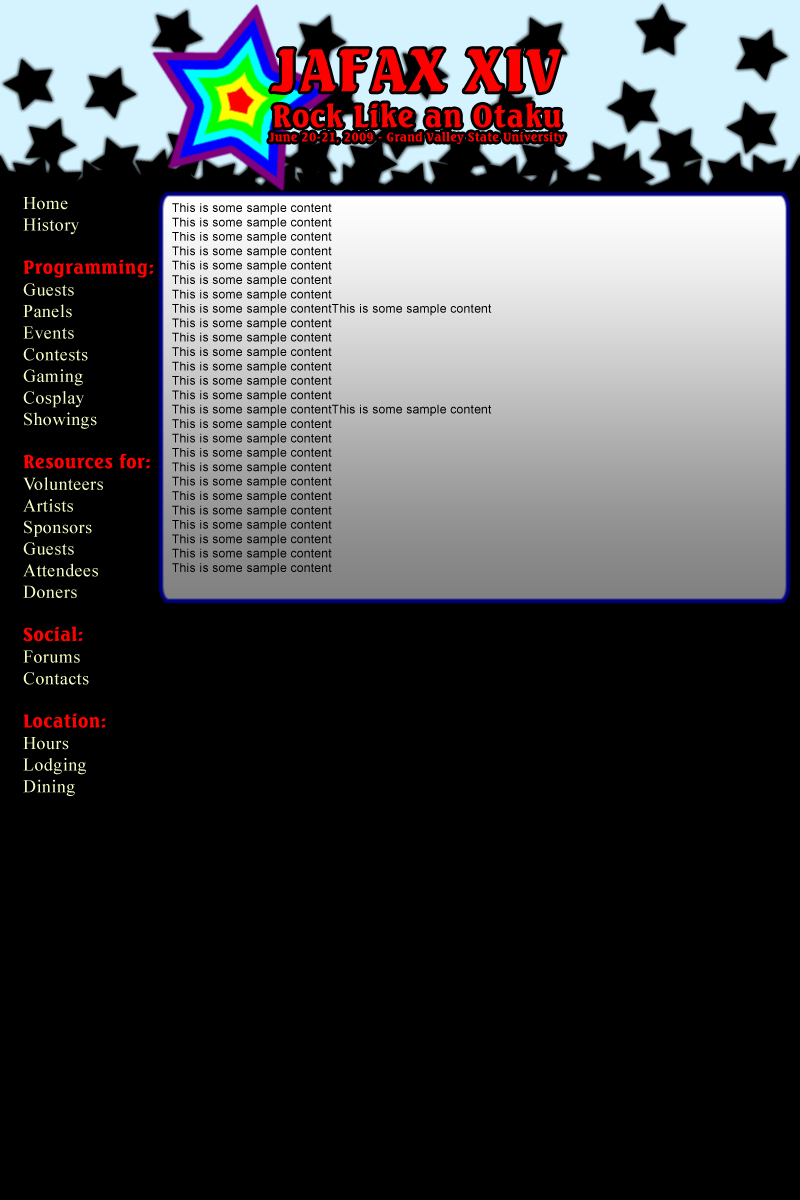 JAFAX XIV
Rock Like an Otaku
June 20-21, 2009 - Grand Valley State University
Home
History
Programming:
Guests
Panels
Events
Contests
Gaming
Cosplay
Showings
Resources for:
Volunteers
Artists
Sponsors
Guests
Attendees
Doners
Social:
Forums
Contacts
Location:
Hours
Lodging
Dining
This is some sample content
This is some sample content
This is some sample content
This is some sample content
This is some sample content
This is some sample content
This is some sample content
This is some sample contentThis is some sample content
This is some sample content
This is some sample content
This is some sample content
This is some sample content
This is some sample content
This is some sample content
This is some sample contentThis is some sample content
This is some sample content
This is some sample content
This is some sample content
This is some sample content
This is some sample content
This is some sample content
This is some sample content
This is some sample content
This is some sample content
This is some sample content
This is some sample content